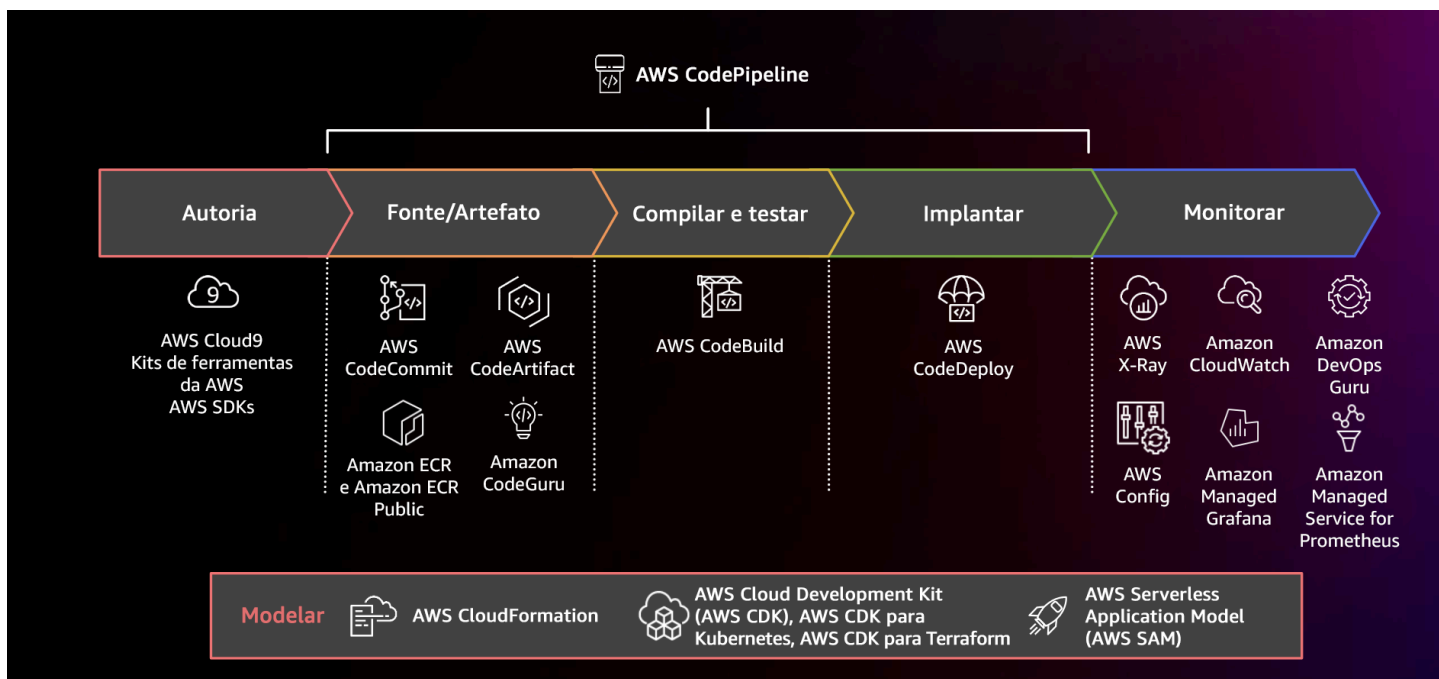 AWS CodePipeline
Autoria
Fonte/Artefato
Compilar e testar
Implantar
Monitorar
9
AWS Cloud9
Kits de ferramentas
da AWS
AWS SDKs
AWS
CodeCommit
AWS
CodeArtifact
Amazon ECR
e Amazon ECR
Public
Amazon
CodeGuru
AWS CodeBuild
AWS
CodeDeploy
AWS
X-Ray
Amazon
CloudWatch
Amazon
DevOps
Guru
AWS
Config
Amazon
Managed
Grafana
Amazon
Managed
Service for
Prometheus
Modelar
AWS CloudFormation
AWS Cloud Development Kit
(AWS CDK), AWS CDK para
Kubernetes, AWS CDK para Terraform
AWS Serverless
Application Model
(AWS SAM)